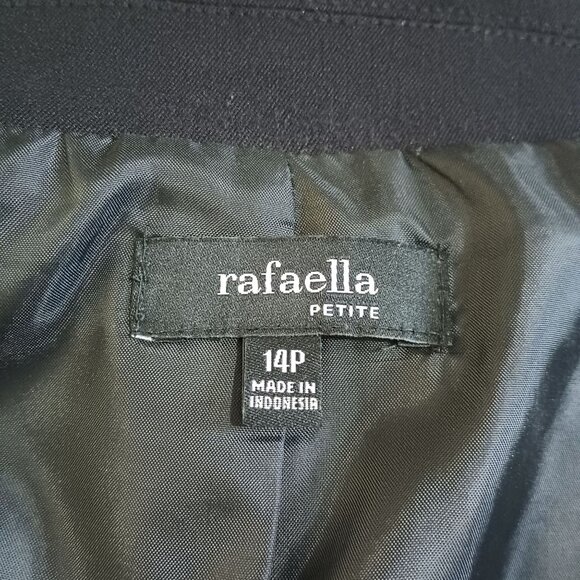 rafaella
PETITE
14P
MADE IN
INDONESIA